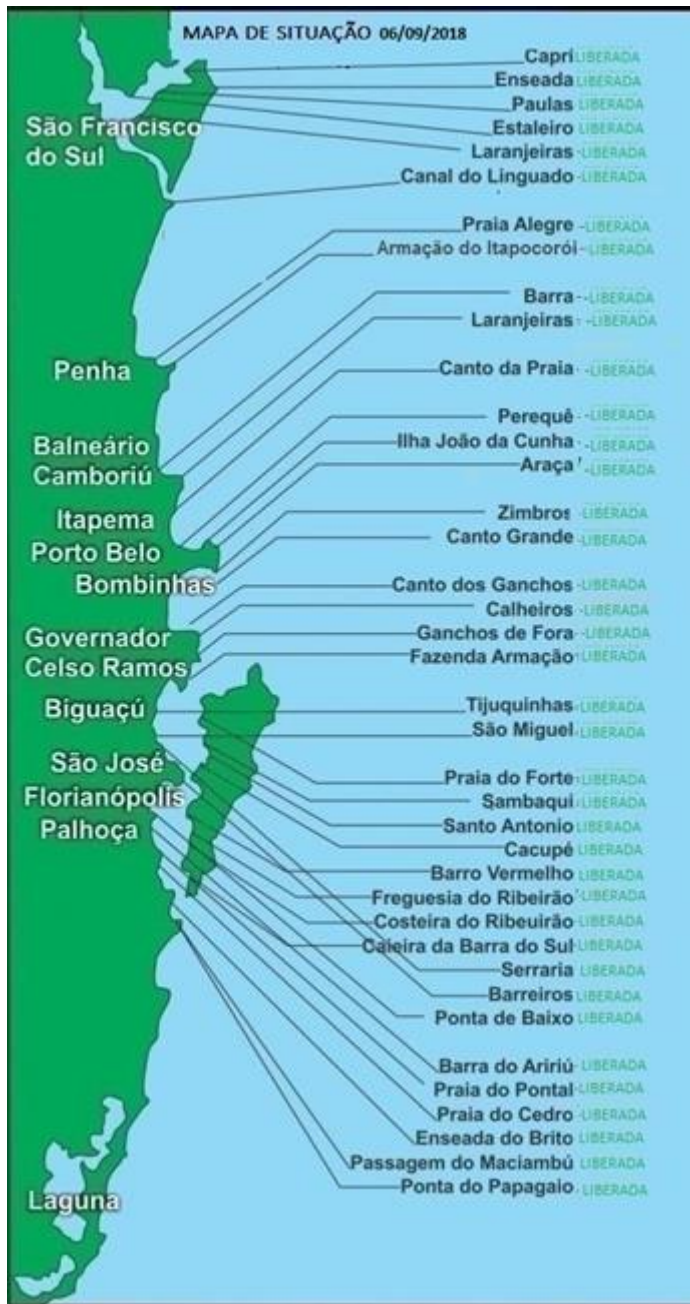 MAPA DE SITUAÇÃO 06/09/2018
Capri LIBERADA
Enseada LIBERADA
Paulas LIBERADA
Estaleiro LIBERADA
Laranjeiras -LIBERADA
Canal do Linguado LIBERADA
São Francisco
do Sul
Praia Alegre -LIBERADA
Armação do Itapocorói -LIBERADA
Barra -LIBERADA
Laranjeiras -LIBERADA
Canto da Praia -LIBERADA
Penha
Perequê -LIBERADA
Ilha João da Cunha -LIBERADA
Araça -LIBERADA
Balneário
Camboriú
Zimbros -LIBERADA
Canto Grande -LIBERADA
Itapema
Porto Belo
Bombinhas
Canto dos Ganchos -LIBERADA
Calheiros -LIBERADA
Ganchos de Fora -LIBERADA
Fazenda Armação -LIBERADA
Governador
Celso Ramos
Tijuquinhas -LIBERADA
São Miguel -LIBERADA
Biguaçú
Praia do Forte -LIBERADA
Sambaqui -LIBERADA
Santo Antonio -LIBERADA
Cacupé LIBERADA
São José
Florianópolis
Palhoça
Barro Vermelho LIBERADA
Freguesia do Ribeirão -LIBERADA
Costeira do Ribeuirão -LIBERADA
Caieira da Barra do Sul -LIBERADA
Serraria LIBERADA
Barreiros LIBERADA
Ponta de Baixo LIBERADA
Barra do Aririú -LIBERADA
Praia do Pontal LIBERADA
Praia do Cedro -LIBERADA
Enseada do Brito LIBERADA
Passagem do Maciambú LIBERADA
Ponta do Papagaio LIBERADA
Laguna